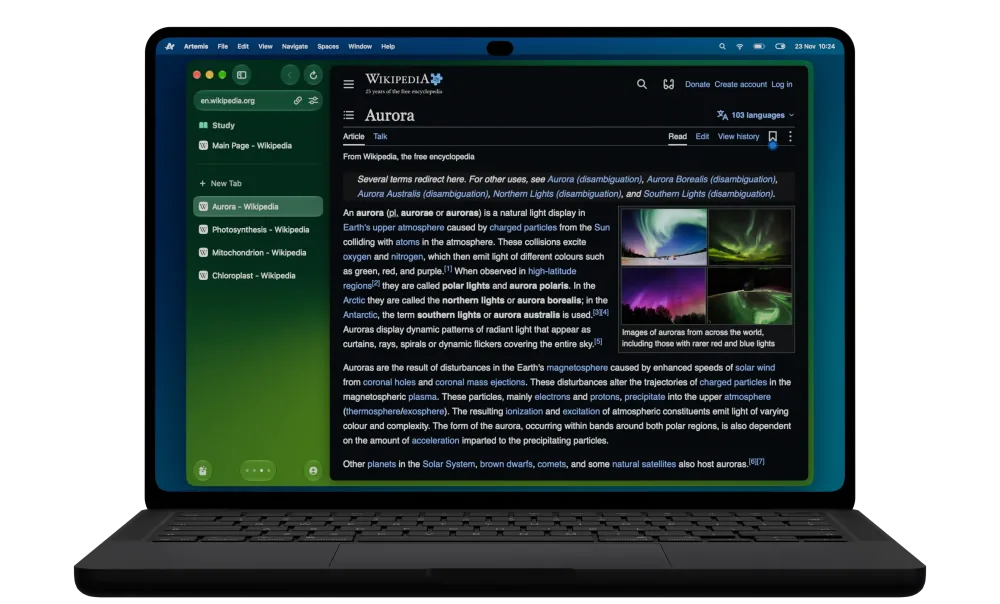 Artemis File Edit View Navigate Spaces Window Help
23 Nov 10:24
en.wikipedia.org
Study
Main Page - Wikipedia
+ New Tab
Aurora - Wikipedia
Photosynthesis - Wikipedia
Mitochondrion - Wikipedia
Chloroplast - Wikipedia
WIKIPEDIA
25 years of the free encyclopedia
Donate Create account Log in
Aurora
103 languages
Article Talk
Read Edit View history
From Wikipedia, the free encyclopedia
Several terms redirect here. For other uses, see Aurora (disambiguation), Aurora Borealis (disambiguation),
Aurora Australis (disambiguation), Northern Lights (disambiguation), and Southern Lights (disambiguation).
An aurora (pl. aurorae or auroras) is a natural light display in
Earth's upper atmosphere caused by charged particles from the Sun
colliding with atoms in the atmosphere. These collisions excite
oxygen and nitrogen, which then emit light of different colours such
as green, red, and purple.[1] When observed in high-latitude
regions[2] they are called polar lights and aurora polaris. In the
Arctic they are called the northern lights or aurora borealis; in the
Antarctic, the term southern lights or aurora australis is used.[3][4]
Auroras display dynamic patterns of radiant light that appear as
curtains, rays, spirals or dynamic flickers covering the entire sky.[5]
Images of auroras from across the world,
including those with rarer red and blue lights
Auroras are the result of disturbances in the Earth's magnetosphere caused by enhanced speeds of solar wind
from coronal holes and coronal mass ejections. These disturbances alter the trajectories of charged particles in the
magnetospheric plasma. These particles, mainly electrons and protons, precipitate into the upper atmosphere
(thermosphere/exosphere). The resulting ionization and excitation of atmospheric constituents emit light of varying
colour and complexity. The form of the aurora, occurring within bands around both polar regions, is also dependent
on the amount of acceleration imparted to the precipitating particles.
Other planets in the Solar System, brown dwarfs, comets, and some natural satellites also host auroras.[6][7]